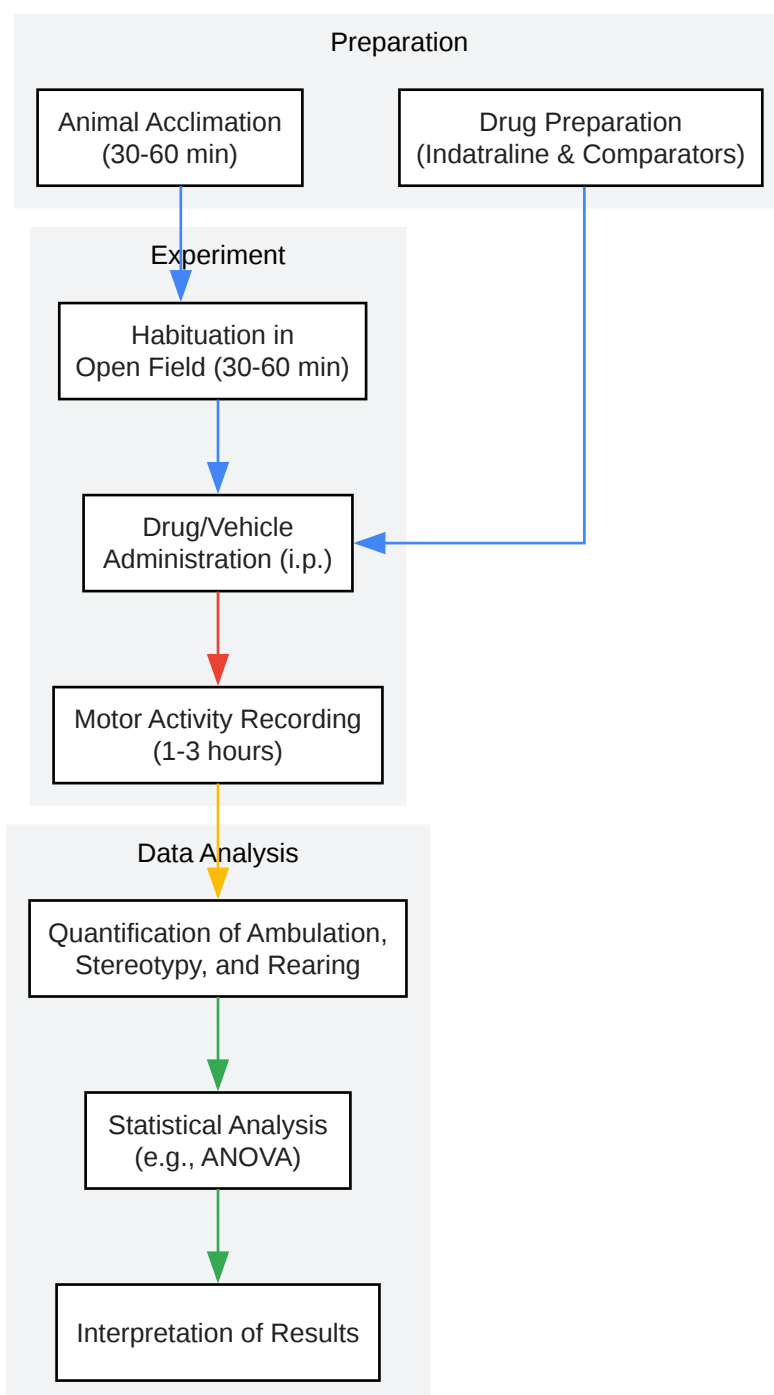 Preparation
Animal Acclimation
(30-60 min)
Drug Preparation
(Indatraline & Comparators)
Experiment
Habituation in
Open Field (30-60 min)
Drug/Vehicle
Administration (i.p.)
Motor Activity Recording
(1-3 hours)
Data Analysis
Quantification of Ambulation,
Stereotypy, and Rearing
Statistical Analysis
(e.g., ANOVA)
Interpretation of Results